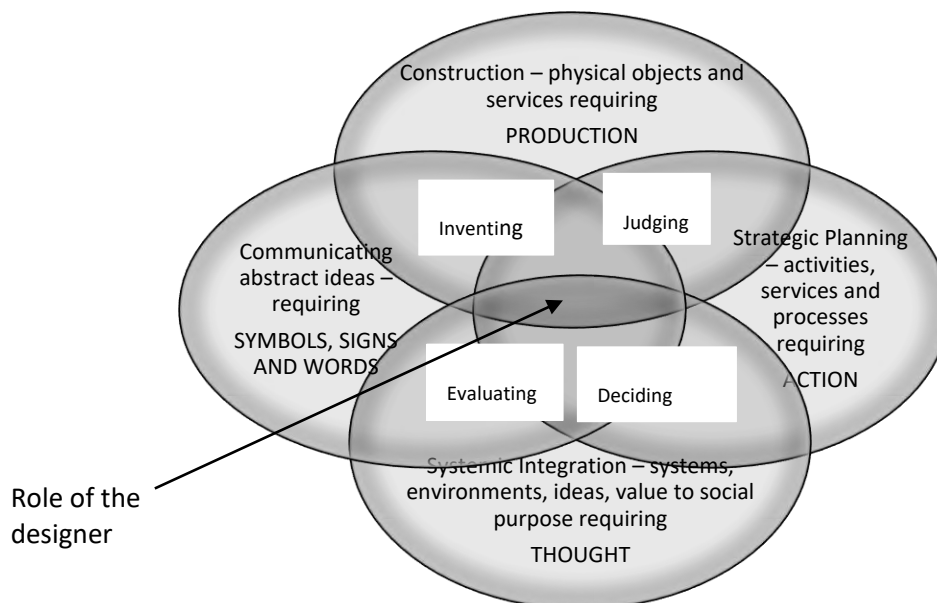 Construction – physical objects and
services requiring
PRODUCTION
Inventing
Judging
Communicating
abstract ideas –
requiring
SYMBOLS, SIGNS
AND WORDS
Strategic Planning
– activities,
services and
processes
requiring
ACTION
Evaluating
Deciding
Systemic Integration – systems,
environments, ideas, value to social
purpose requiring
THOUGHT
Role of the
designer